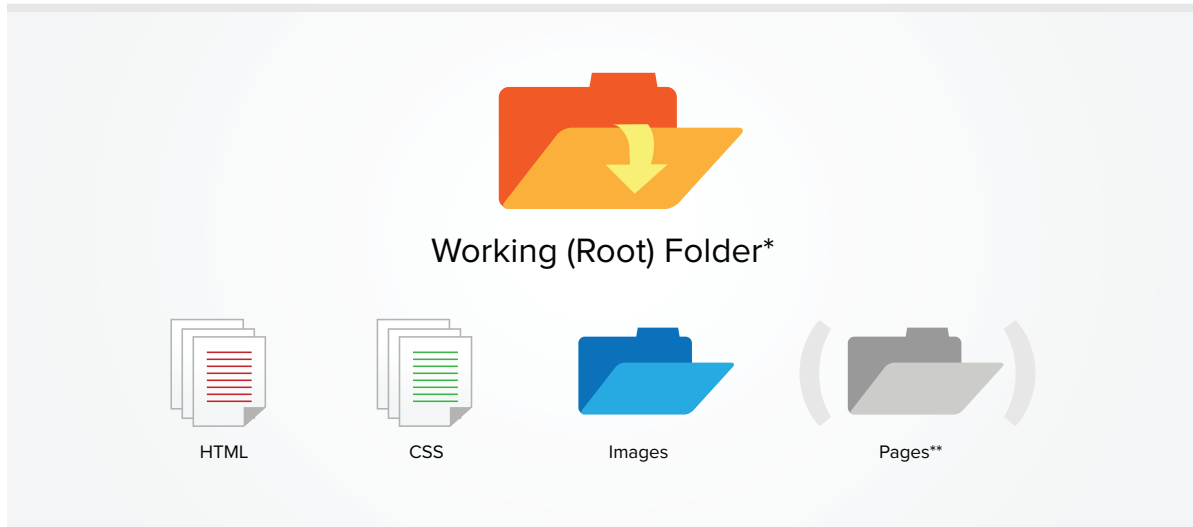 Working (Root) Folder*
HTML
CSS
Images
Pages**